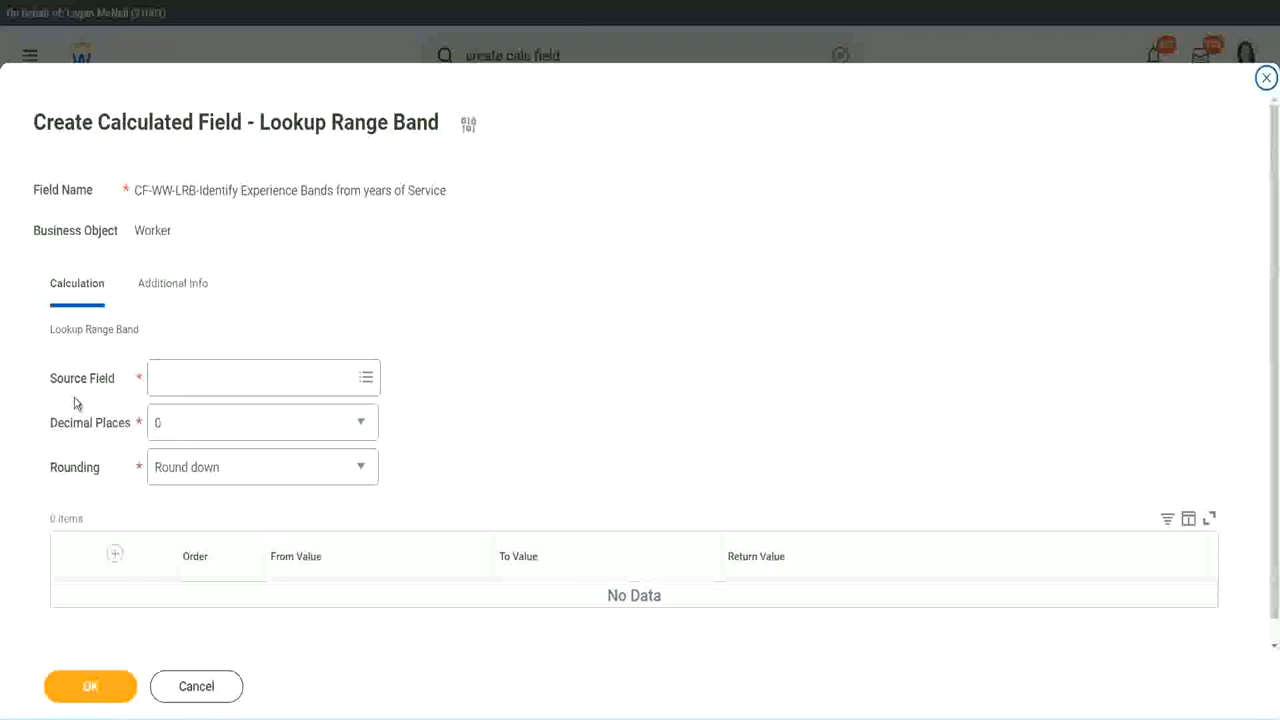 On behalf of: Logan McNeil
create calc field
Create Calculated Field - Lookup Range Band
Field Name * CF-WW-LRB-Identify Experience Bands from years of Service
Business Object Worker
Calculation Additional Info
Lookup Range Band
Source Field *
Decimal Places * 0
Rounding * Round down
0 items
Order From Value To Value Return Value
No Data
OK Cancel